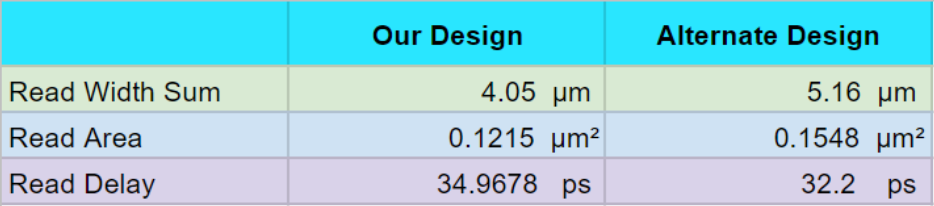 Our Design Alternate Design
Read Width Sum 4.05 μm 5.16 μm
Read Area 0.1215 μm² 0.1548 μm²
Read Delay 34.9678 ps 32.2 ps